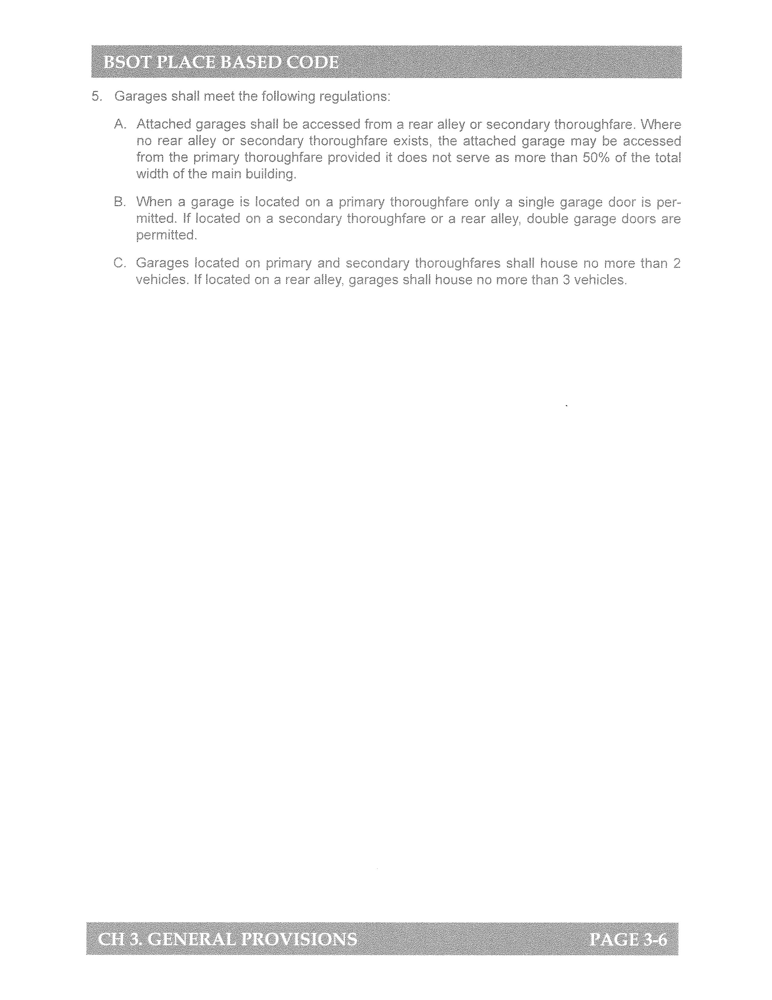 BSOT PLACE BASED CODE
5. Garages shall meet the following regulations:
A. Attached garages shall be accessed from a rear alley or secondary thoroughfare. Where
no rear alley or secondary thoroughfare exists, the attached garage may be accessed
from the primary thoroughfare provided it does not serve as more than 50% of the total
width of the main building.
B. When a garage is located on a primary thoroughfare only a single garage door is per-
mitted. If located on a secondary thoroughfare or a rear alley, double garage doors are
permitted.
C. Garages located on primary and secondary thoroughfares shall house no more than 2
vehicles. If located on a rear alley, garages shall house no more than 3 vehicles.
CH 3. GENERAL PROVISIONS PAGE 3-6